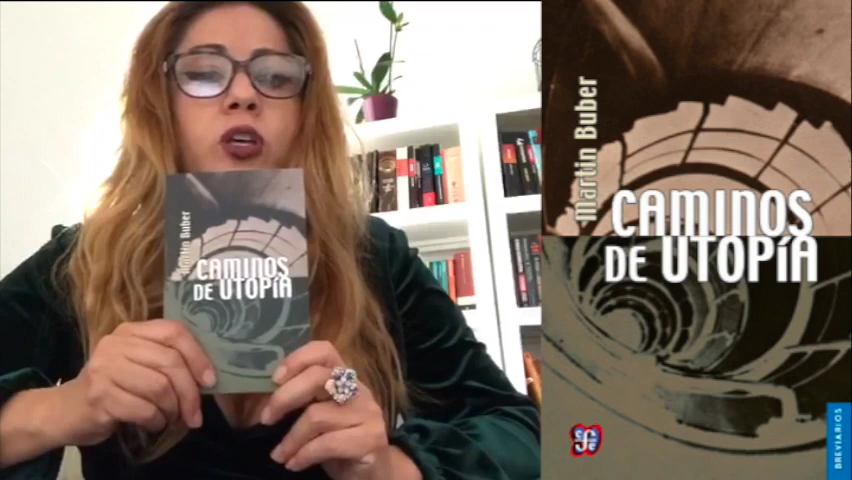 Martin Buber
CAMINOS
DE UTOPÍA
Martin Buber
CAMINOS
DE UTOPÍA
BREVIARIOS